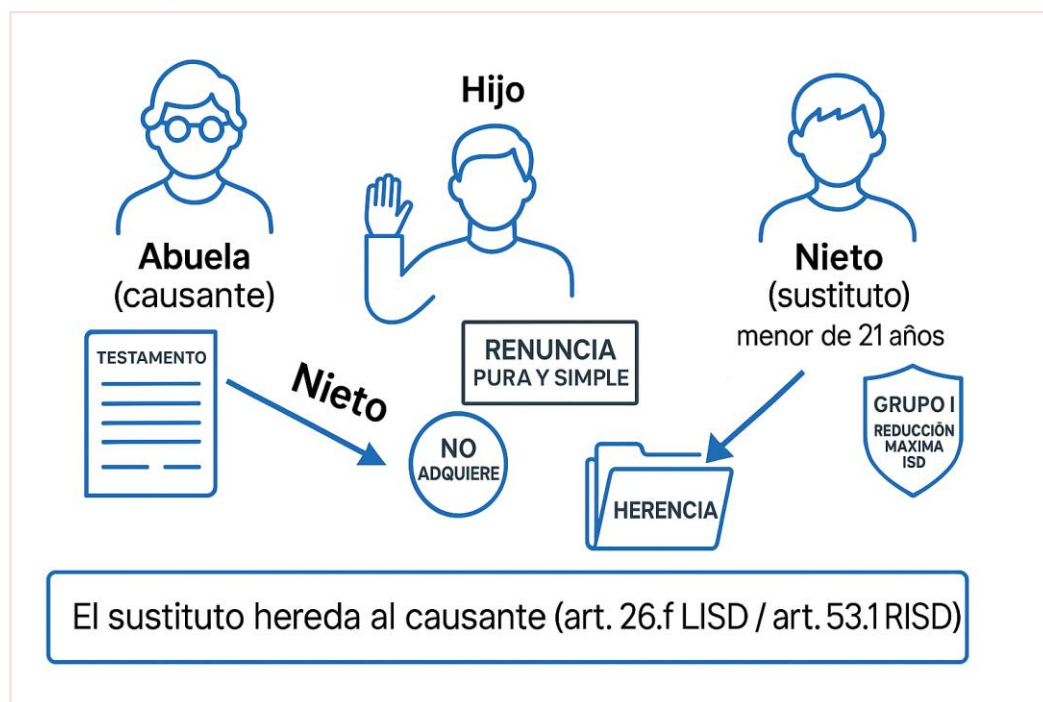 Hijo
Abuela
(causante)
Nieto
(sustituto)
menor de 21 años
TESTAMENTO
Nieto
RENUNCIA
PURA Y SIMPLE
NO
ADQUIERE
HERENCIA
GRUPO I
REDUCCIÕN
MAXIMA
ISD
El sustituto hereda al causante (art. 26.f LISD / art. 53.1 RISD)